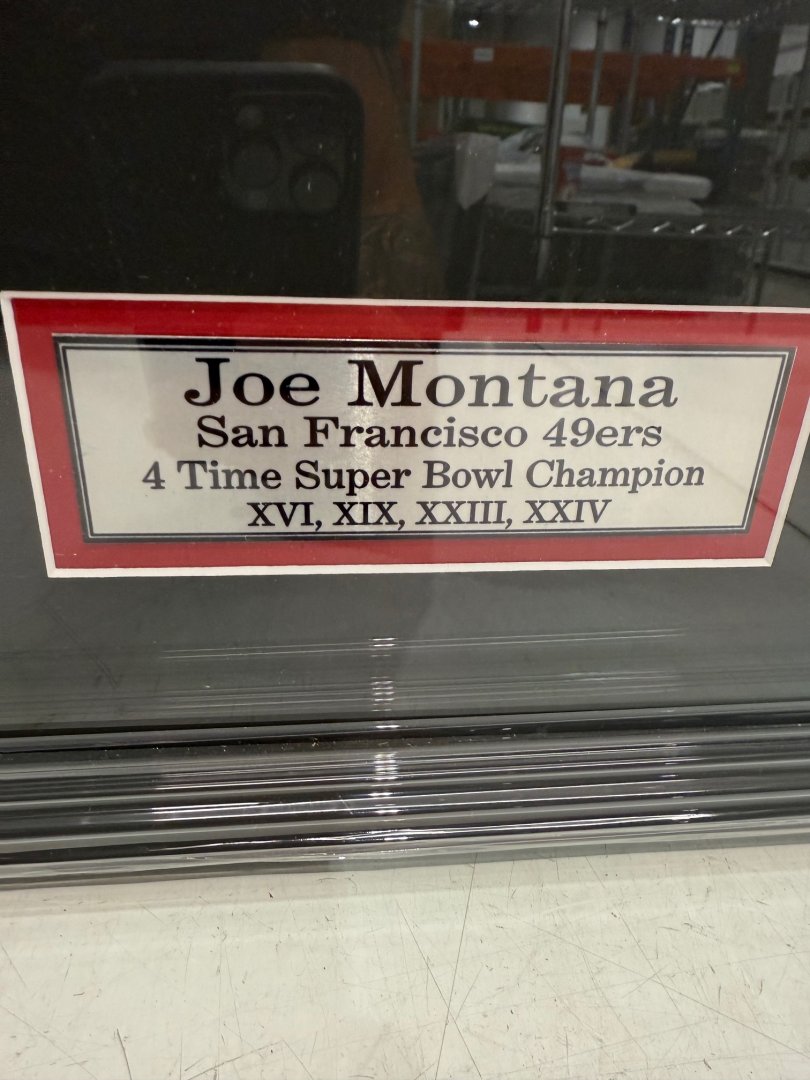 Joe Montana
San Francisco 49ers
4 Time Super Bowl Champion
XVI, XIX, XXIII, XXIV